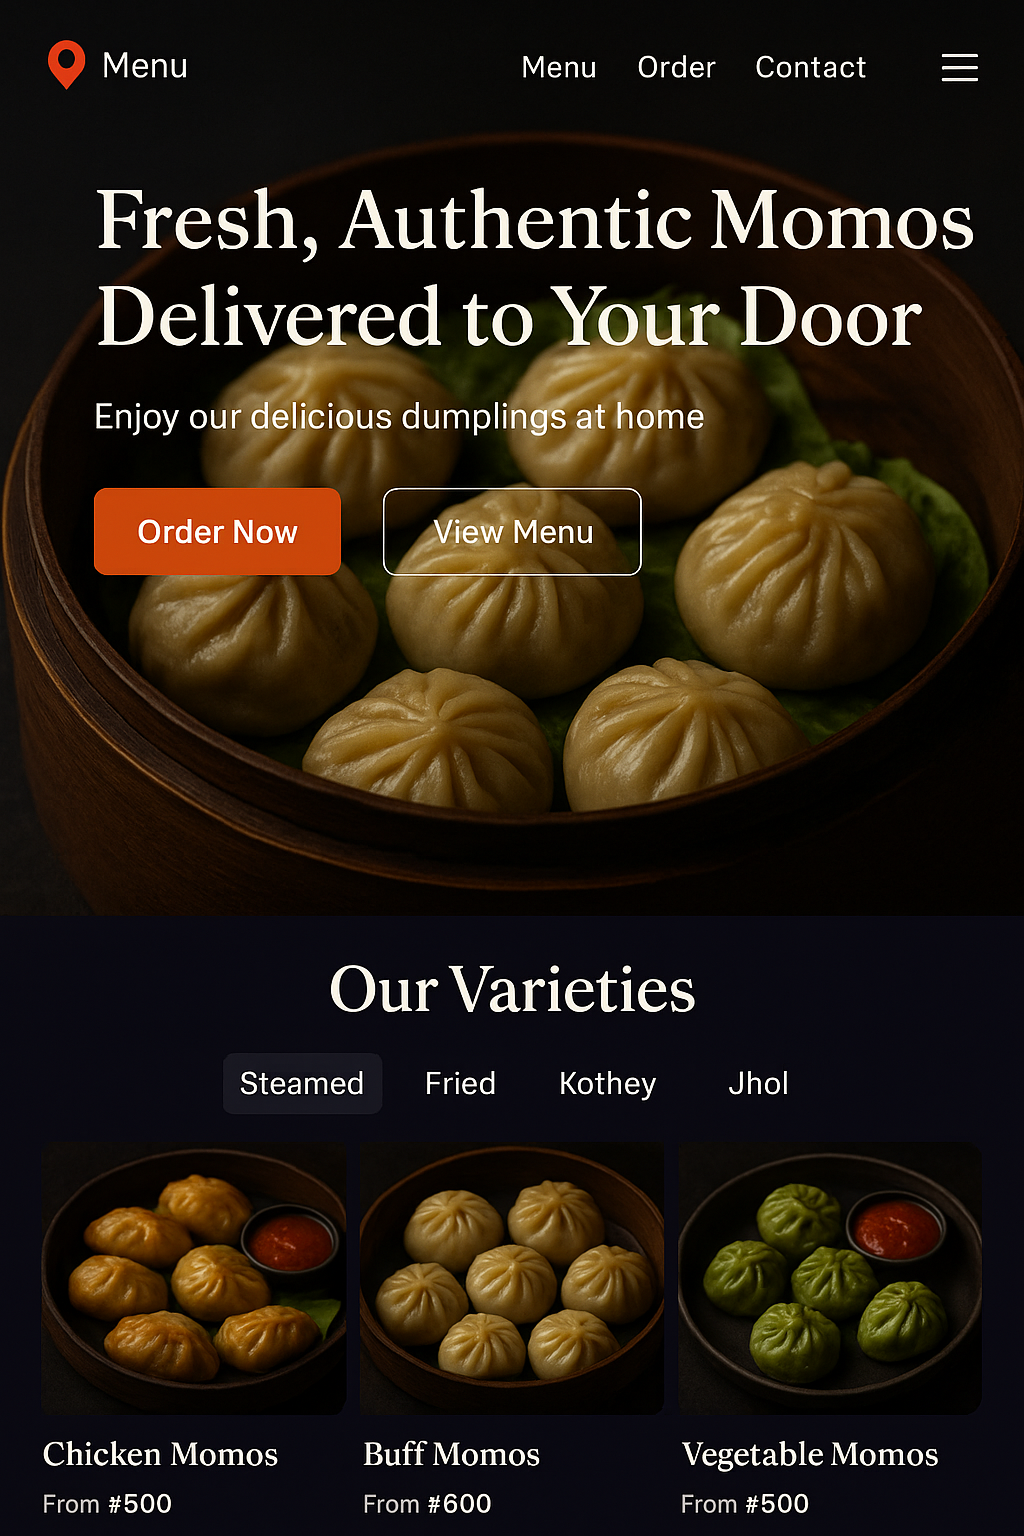 Menu
Menu Order Contact
Fresh, Authentic Momos
Delivered to Your Door
Enjoy our delicious dumplings at home
Order Now
View Menu
Our Varieties
Steamed Fried Kothey Jhol
Chicken Momos
From #500
Buff Momos
From #600
Vegetable Momos
From #500